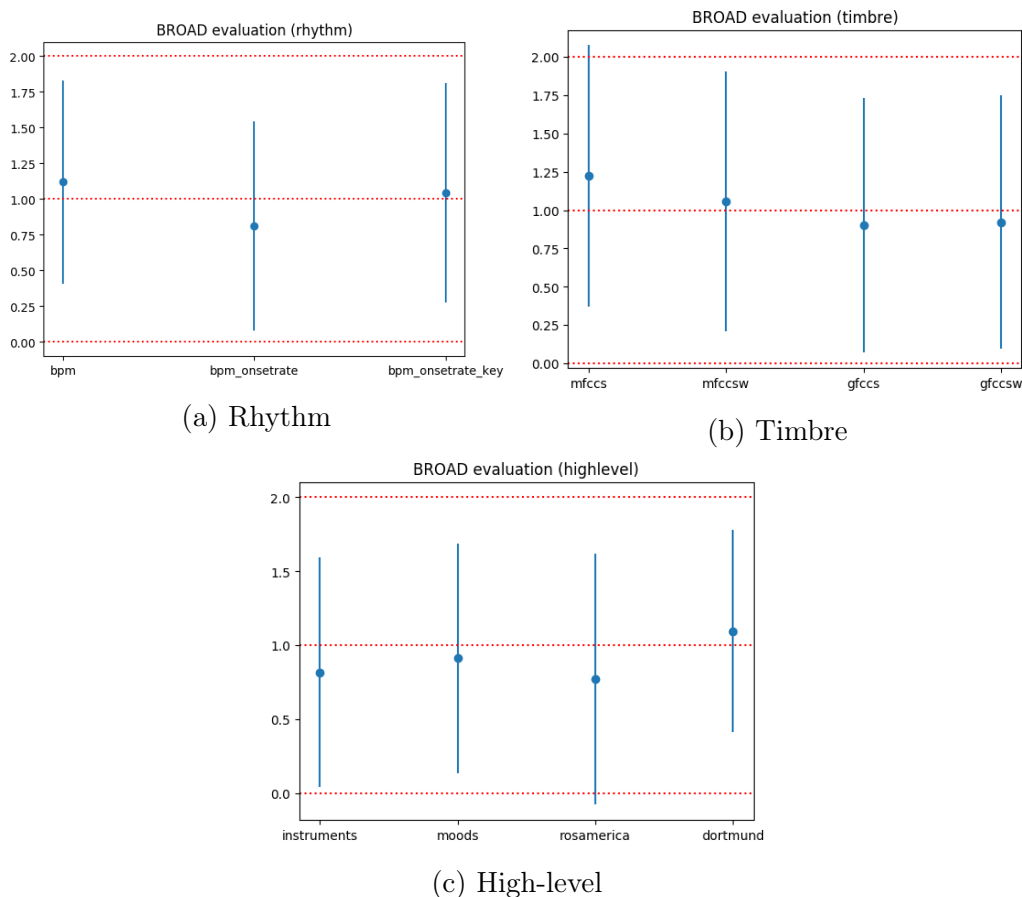 BROAD evaluation (rhythm)
2.00
1.75
1.50
1.25
1.00
0.75
0.50
0.25
0.00
bpm bpm_onsetrate bpm_onsetrate_key
(a) Rhythm
BROAD evaluation (timbre)
2.00
1.75
1.50
1.25
1.00
0.75
0.50
0.25
0.00
mfccs mfccsw gfccs gfccsw
(b) Timbre
BROAD evaluation (highlevel)
2.0
1.5
1.0
0.5
0.0
instruments moods rosamerica dortmund
(c) High-level